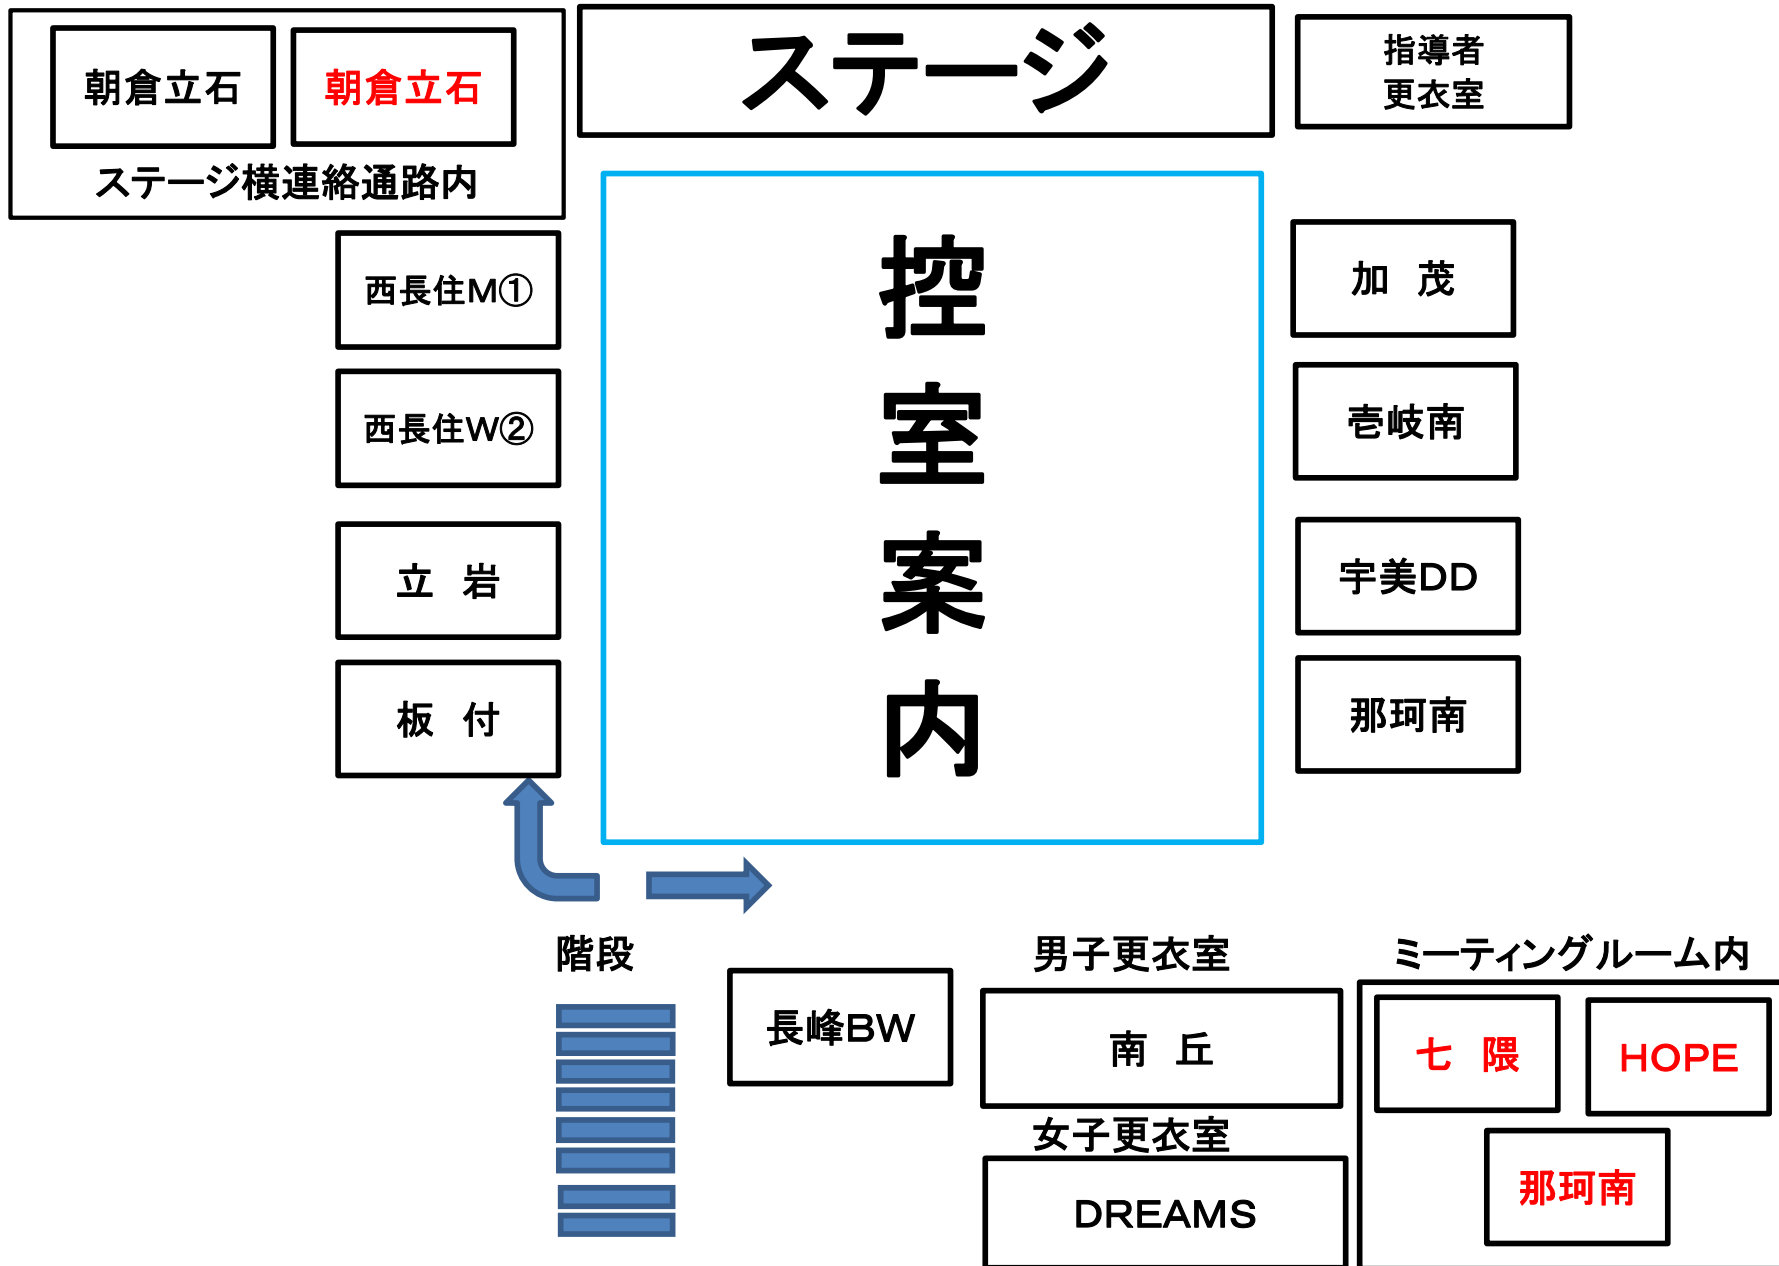 朝倉立石
朝倉立石
ステージ横連絡通路内
ステージ
指導者
更衣室
控
室
案
内
西長住M①
西長住W②
立 岩
板 付
加 茂
壱岐南
宇美DD
那珂南
階段
長峰BW
男子更衣室
南 丘
女子更衣室
DREAMS
ミーティングルーム内
七 隈
HOPE
那珂南